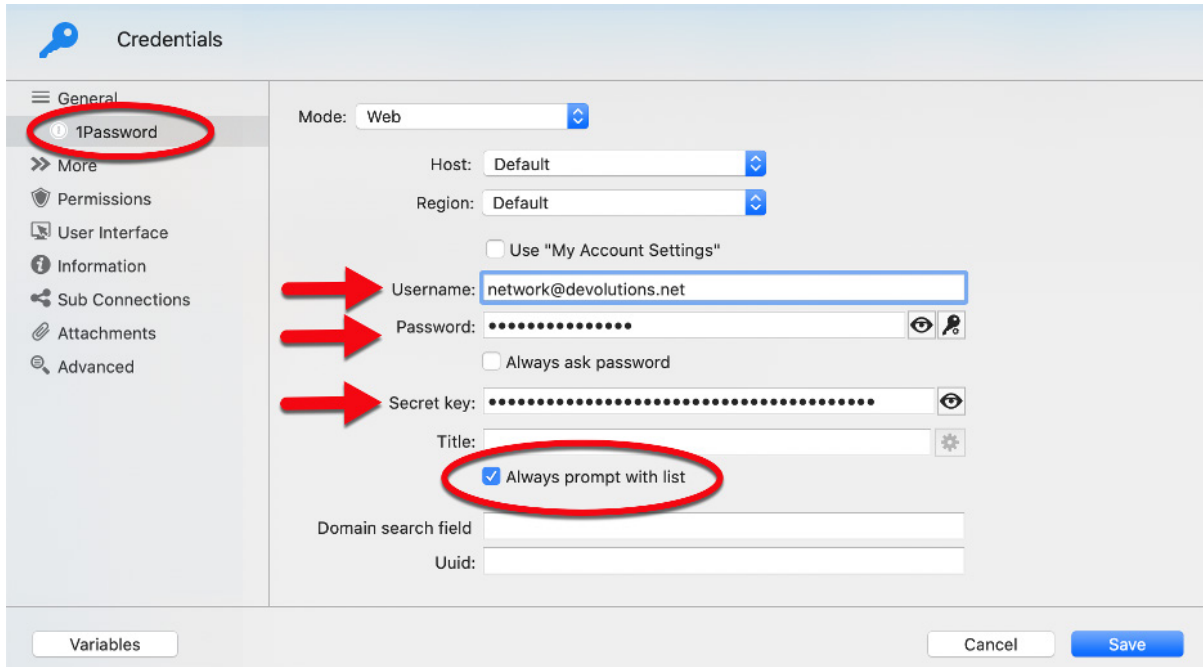 Credentials
General
1Password
More
Permissions
User Interface
Information
Sub Connections
Attachments
Advanced
Mode: Web
Host: Default
Region: Default
Use "My Account Settings"
Username: network@devolutions.net
Password: •••••••••••••••
Always ask password
Secret key: ••••••••••••••••••••••••••••••••••••••••
Title:
Always prompt with list
Domain search field
Uuid:
Variables
Cancel
Save